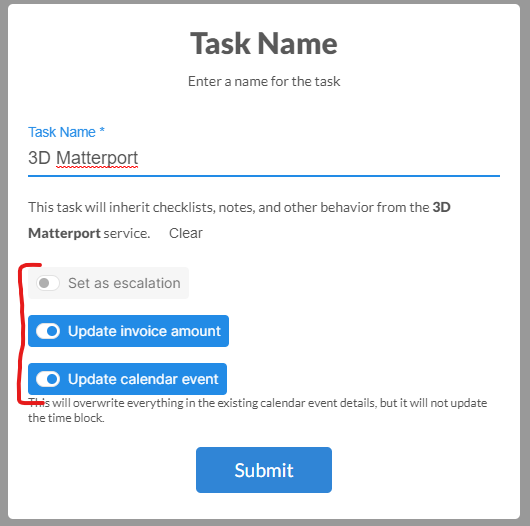 Task Name
Enter a name for the task
Task Name *
3D Matterport
This task will inherit checklists, notes, and other behavior from the 3D
Matterport service. Clear
Set as escalation
Update invoice amount
Update calendar event
This will overwrite everything in the existing calendar event details, but it will not update
the time block.
Submit